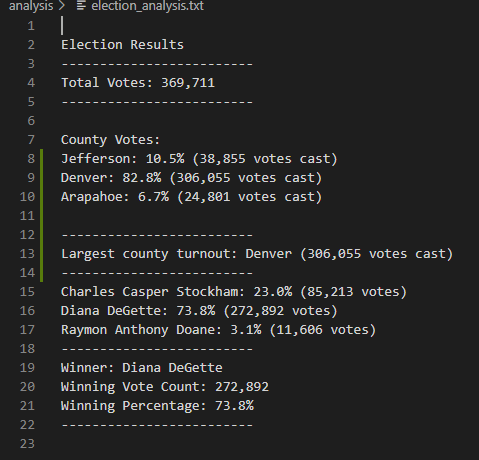 analysis > election_analysis.txt
1
2 Election Results
3 -------------------------
4 Total Votes: 369,711
5 -------------------------
6
7 County Votes:
8 Jefferson: 10.5% (38,855 votes cast)
9 Denver: 82.8% (306,055 votes cast)
10 Arapahoe: 6.7% (24,801 votes cast)
11
12 -------------------------
13 Largest county turnout: Denver (306,055 votes cast)
14 -------------------------
15 Charles Casper Stockham: 23.0% (85,213 votes)
16 Diana DeGette: 73.8% (272,892 votes)
17 Raymon Anthony Doane: 3.1% (11,606 votes)
18 -------------------------
19 Winner: Diana DeGette
20 Winning Vote Count: 272,892
21 Winning Percentage: 73.8%
22 -------------------------
23